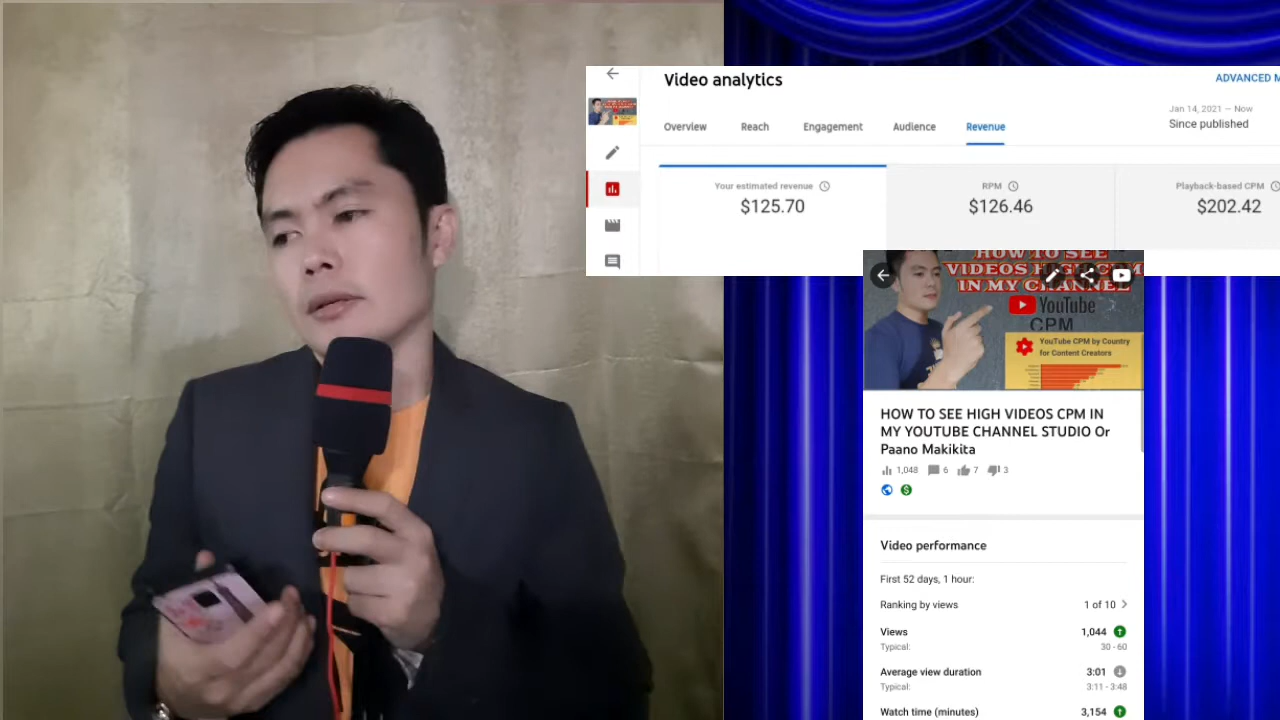 Video analytics
ADVANCED M
Overview Reach Engagement Audience Revenue
Jan 14, 2021 – Now
Since published
Your estimated revenue
$125.70
RPM
$126.46
Playback-based CPM
$202.42
HOW TO SEE
VIDEOS HIGH CPM
IN MY CHANNEL
YouTube
CPM
YouTube CPM by Country
for Content Creators
HOW TO SEE HIGH VIDEOS CPM IN
MY YOUTUBE CHANNEL STUDIO Or
Paano Makikita
1,048 6 7 3
Video performance
First 52 days, 1 hour:
Ranking by views 1 of 10
Views 1,044
Typical: 30 - 60
Average view duration 3:01
Typical: 3:11 - 3:48
Watch time (minutes) 3,154